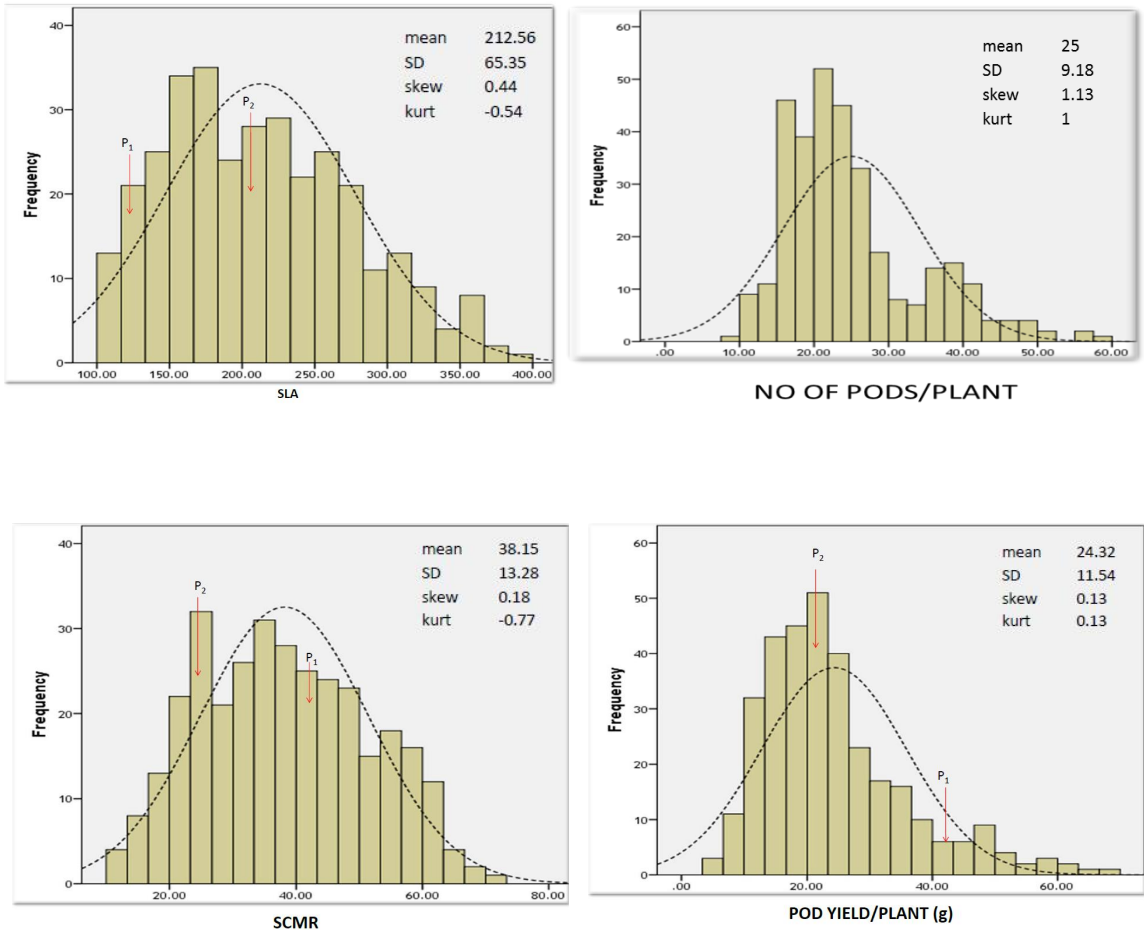 40
30
20
10
0
Frequency
mean 212.56
SD 65.35
skew 0.44
kurt -0.54
P1
P2
100.00 150.00 200.00 250.00 300.00 350.00 400.00
SLA
60
50
40
30
20
10
0
Frequency
mean 25
SD 9.18
skew 1.13
kurt 1
.00 10.00 20.00 30.00 40.00 50.00 60.00
NO OF PODS/PLANT
40
30
20
10
0
Frequency
mean 38.15
SD 13.28
skew 0.18
kurt -0.77
P2
P1
20.00 40.00 60.00 80.00
SCMR
60
50
40
30
20
10
0
Frequency
mean 24.32
SD 11.54
skew 0.13
kurt 0.13
P2
P1
.00 20.00 40.00 60.00
POD YIELD/PLANT (g)